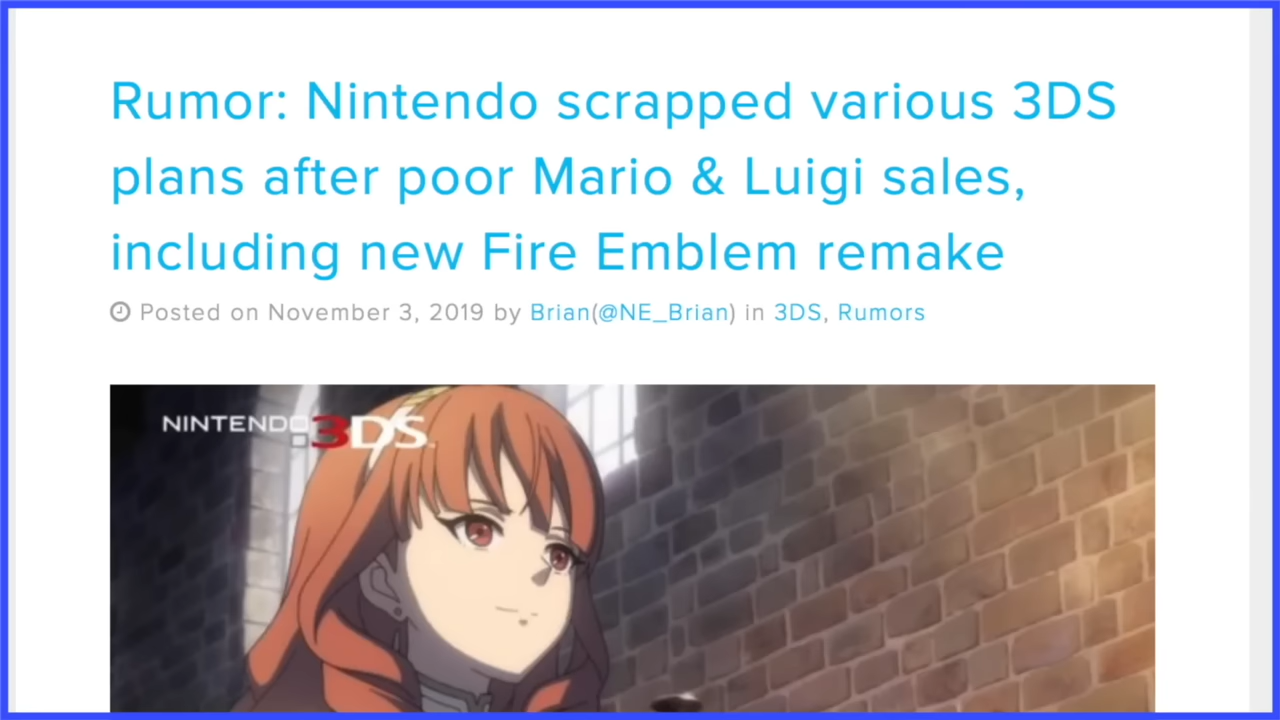 Rumor: Nintendo scrapped various 3DS
plans after poor Mario & Luigi sales,
including new Fire Emblem remake
Posted on November 3, 2019 by Brian(@NE_Brian) in 3DS, Rumors
NINTENDO 3DS